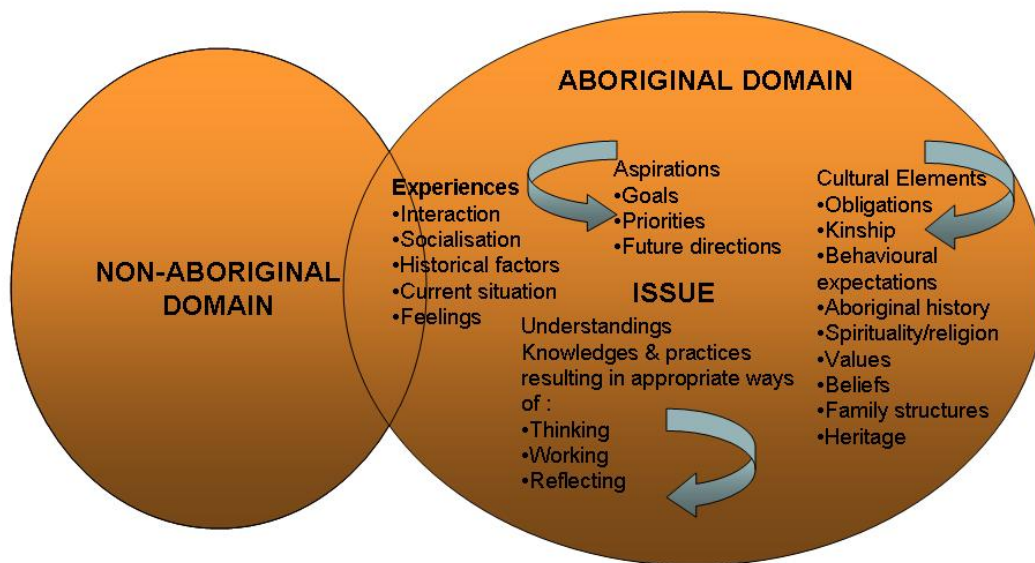 ABORIGINAL DOMAIN
NON-ABORIGINAL
DOMAIN
Experiences
•Interaction
•Socialisation
•Historical factors
•Current situation
•Feelings
Aspirations
•Goals
•Priorities
•Future directions
ISSUE
Understandings
Knowledges & practices
resulting in appropriate ways
of :
•Thinking
•Working
•Reflecting
Cultural Elements
•Obligations
•Kinship
•Behavioural
expectations
•Aboriginal history
•Spirituality/religion
•Values
•Beliefs
•Family structures
•Heritage